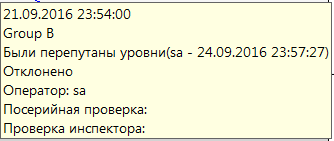 21.09.2016 23:54:00
Group B
Были перепутаны уровни(sa - 24.09.2016 23:57:27)
Отклонено
Оператор: sa
Посерийная проверка:
Проверка инспектора: